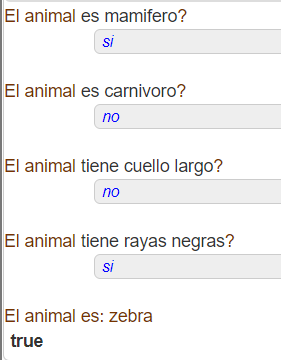 El animal es mamifero?
si
El animal es carnivoro?
no
El animal tiene cuello largo?
no
El animal tiene rayas negras?
si
El animal es: zebra
true